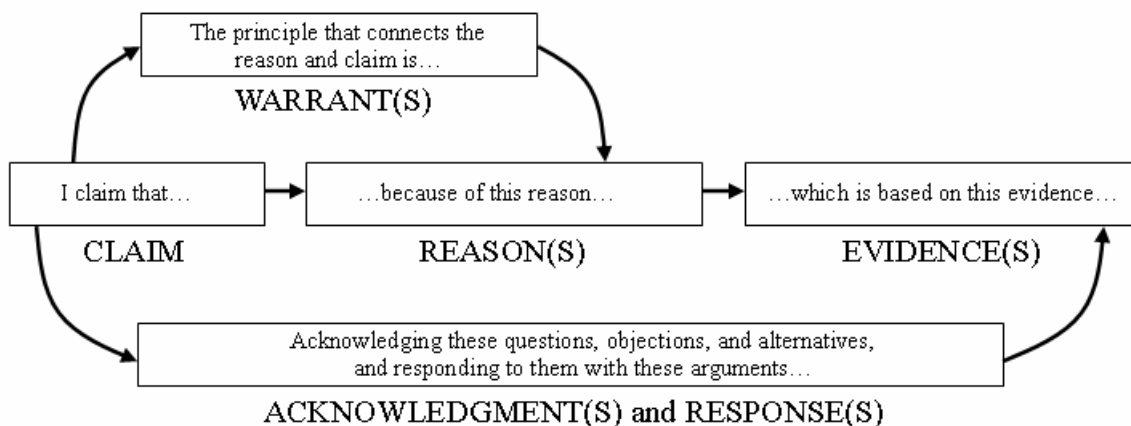 The principle that connects the
reason and claim is…
WARRANT(S)
I claim that…
…because of this reason…
…which is based on this evidence…
CLAIM
REASON(S)
EVIDENCE(S)
Acknowledging these questions, objections, and alternatives,
and responding to them with these arguments…
ACKNOWLEDGMENT(S) and RESPONSE(S)